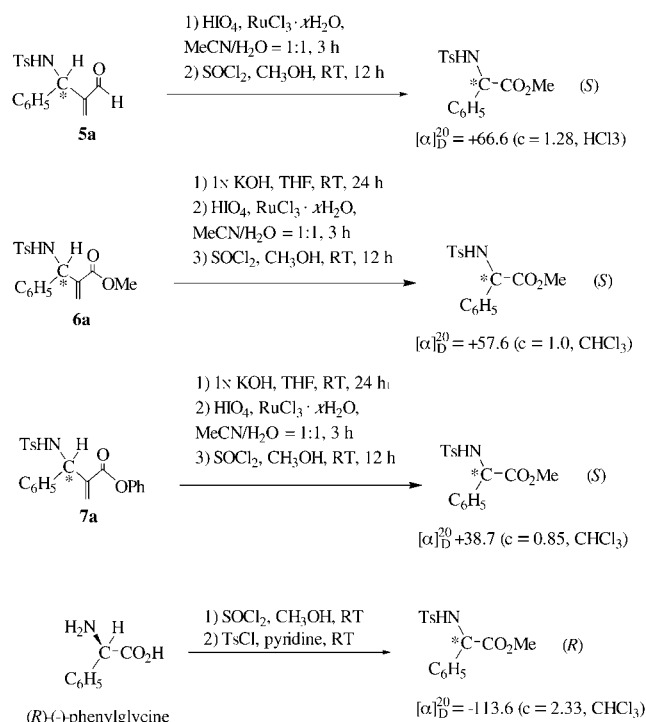 1) HIO4, RuCl3 · xH2O,
MeCN/H2O = 1:1, 3 h
2) SOCl2, CH3OH, RT, 12 h
TsHN H O
C
*
C6H5 H
5a
TsHN H
* C-CO2Me (S)
C6H5
[α]20D = +66.6 (c = 1.28, HCl3)
1) 1N KOH, THF, RT, 24 h
2) HIO4, RuCl3 · xH2O,
MeCN/H2O = 1:1, 3 h
3) SOCl2, CH3OH, RT, 12 h
TsHN H O
C
*
C6H5 OMe
6a
TsHN H
* C-CO2Me (S)
C6H5
[α]20D = +57.6 (c = 1.0, CHCl3)
1) 1N KOH, THF, RT, 24 h
2) HIO4, RuCl3 · xH2O,
MeCN/H2O = 1:1, 3 h
3) SOCl2, CH3OH, RT, 12 h
TsHN H O
C
*
C6H5 OPh
7a
TsHN H
* C-CO2Me (S)
C6H5
[α]20D +38.7 (c = 0.85, CHCl3)
1) SOCl2, CH3OH, RT
2) TsCl, pyridine, RT
H2N H
C-CO2H
C6H5
(R)-(-)-phenylglycine
TsHN H
* C-CO2Me (R)
C6H5
[α]20D = -113.6 (c = 2.33, CHCl3)